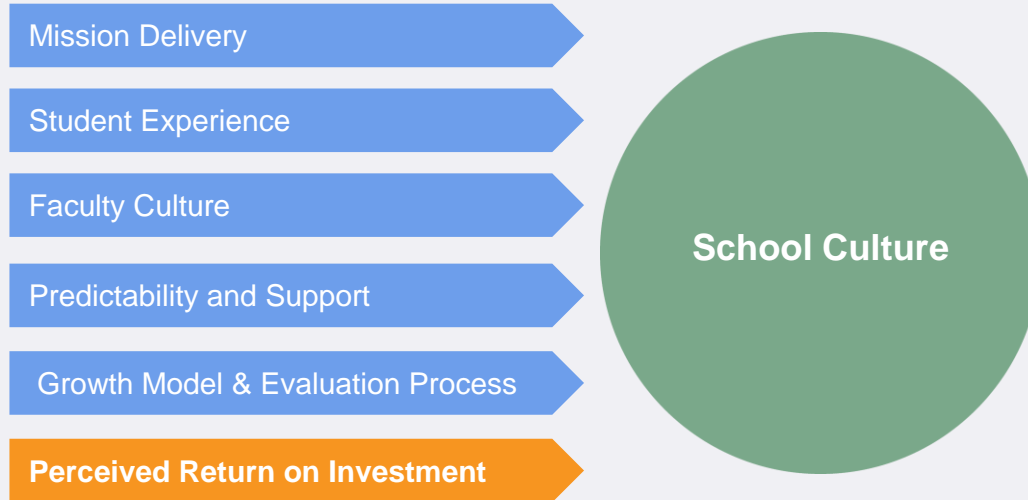 Mission Delivery
Student Experience
Faculty Culture
Predictability and Support
Growth Model & Evaluation Process
Perceived Return on Investment
School Culture